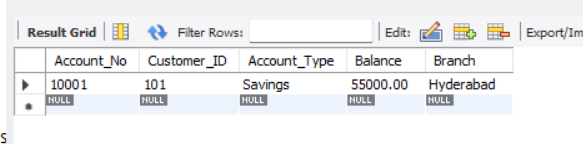 Result Grid Filter Rows: Edit: Export/Im
Account_No Customer_ID Account_Type Balance Branch
10001 101 Savings 55000.00 Hyderabad
NULL NULL NULL NULL NULL
s